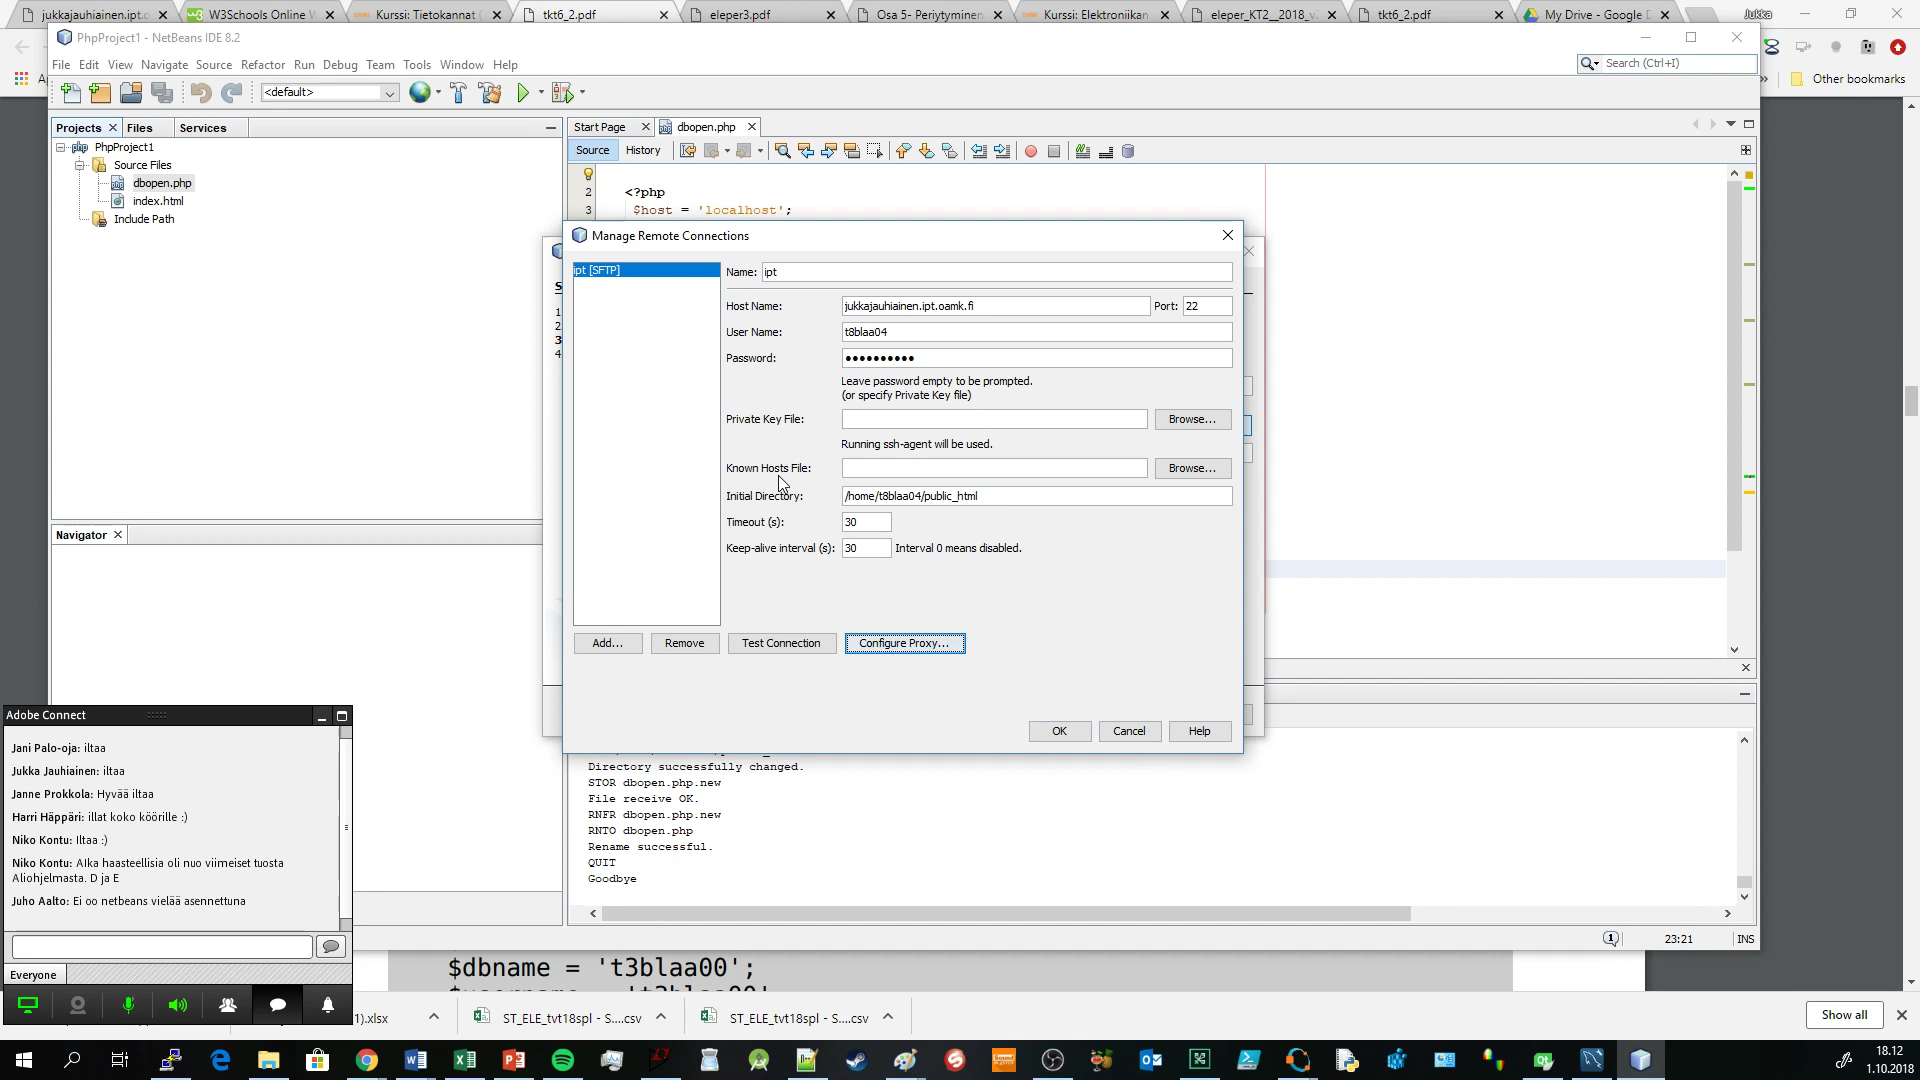 jukkajauhiainen.ipt.o
W3Schools Online W
Kurssi: Tietokannat (
tkt6_2.pdf
eleper3.pdf
Osa 5- Periytyminen
Kurssi: Elektroniikan
eleper_KT2__2018_v
tkt6_2.pdf
My Drive - Google D
Jukka
PhpProject1 - NetBeans IDE 8.2
File Edit View Navigate Source Refactor Run Debug Team Tools Window Help
Search (Ctrl+I)
Other bookmarks
<default>
Projects
Files
Services
Start Page
dbopen.php
PhpProject1
Source Files
dbopen.php
index.html
Include Path
Source
History
2 <?php
3 $host = 'localhost';
Manage Remote Connections
ipt [SFTP]
Name: ipt
Host Name: jukkajauhiainen.ipt.oamk.fi Port: 22
User Name: t8blaa04
Password: ●●●●●●●●●●
Leave password empty to be prompted.
(or specify Private Key file)
Private Key File: Browse...
Running ssh-agent will be used.
Known Hosts File: Browse...
Initial Directory: /home/t8blaa04/public_html
Timeout (s): 30
Keep-alive interval (s): 30 Interval 0 means disabled.
Add... Remove Test Connection Configure Proxy...
OK Cancel Help
Navigator
Directory successfully changed.
STOR dbopen.php.new
File receive OK.
RNFR dbopen.php.new
RNTO dbopen.php
Rename successful.
QUIT
Goodbye
23:21 INS
Adobe Connect
Jani Palo-oja: iltaa
Jukka Jauhiainen: iltaa
Janne Prokkola: Hyvää iltaa
Harri Häppäri: illat koko köörille :)
Niko Kontu: Iltaa :)
Niko Kontu: AIka haasteellisia oli nuo viimeiset tuosta
Aliohjelmasta. D ja E
Juho Aalto: Ei oo netbeans vielää asennettuna
Everyone
$dbname = 't3blaa00';
1).xlsx
ST_ELE_tvt18spl - S....csv
ST_ELE_tvt18spl - S....csv
Show all
18.12
1.10.2018